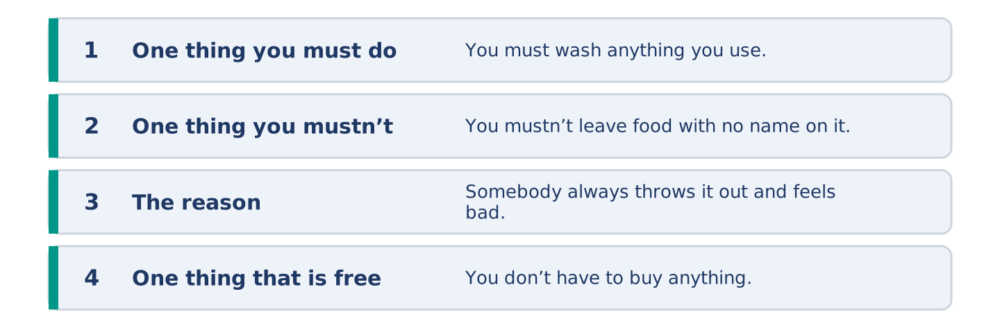 1 One thing you must do You must wash anything you use.
2 One thing you mustn’t You mustn’t leave food with no name on it.
3 The reason Somebody always throws it out and feels
bad.
4 One thing that is free You don’t have to buy anything.